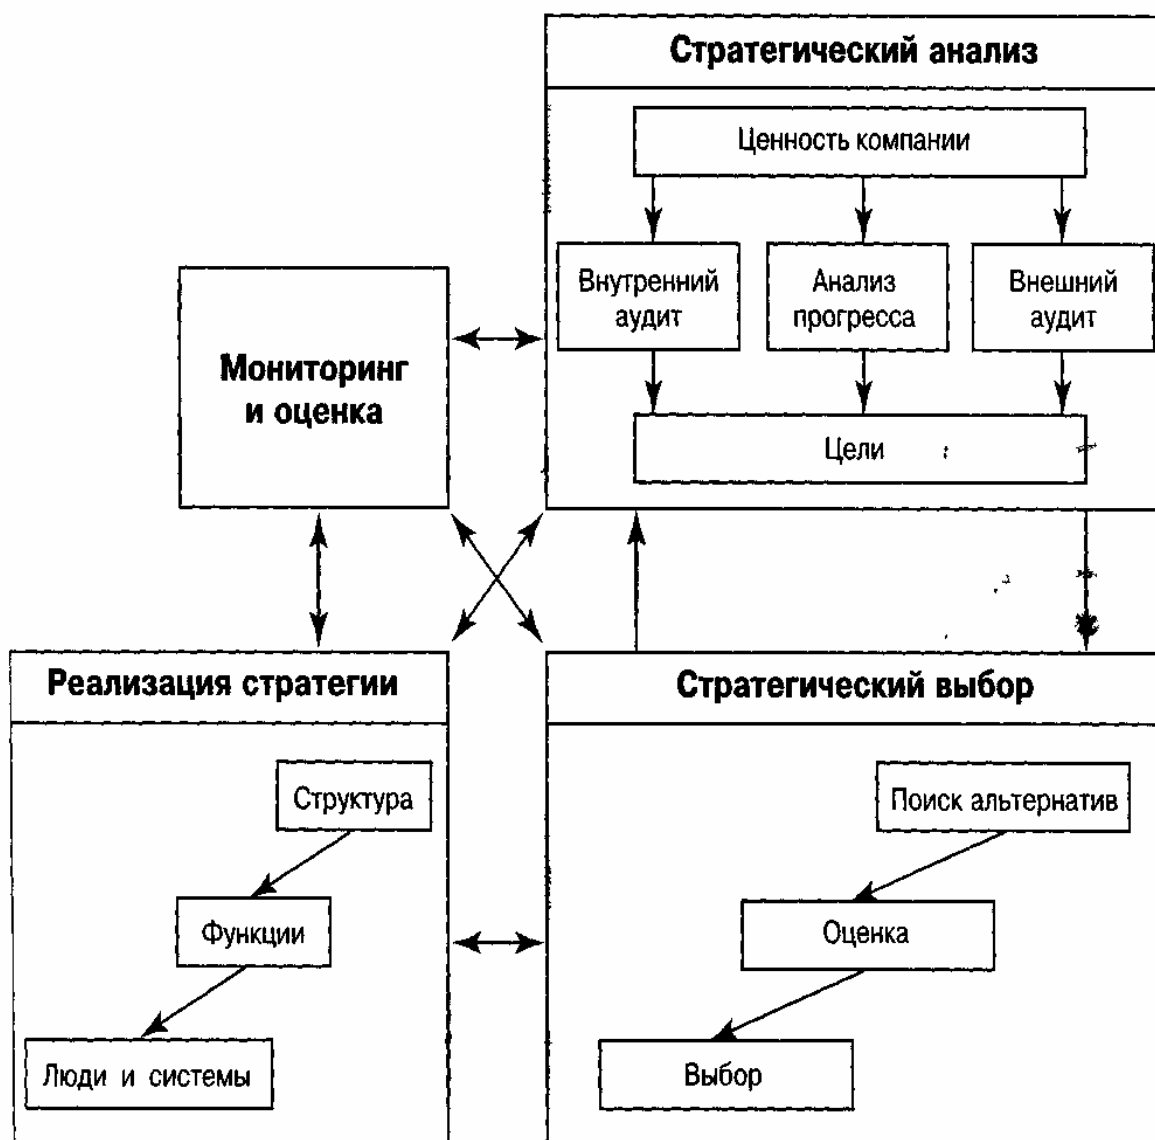 Стратегический анализ
Ценность компании
Внутренний
аудит
Анализ
прогресса
Внешний
аудит
Цели
Мониторинг
и оценка
Реализация стратегии
Структура
Функции
Люди и системы
Стратегический выбор
Поиск альтернатив
Оценка
Выбор